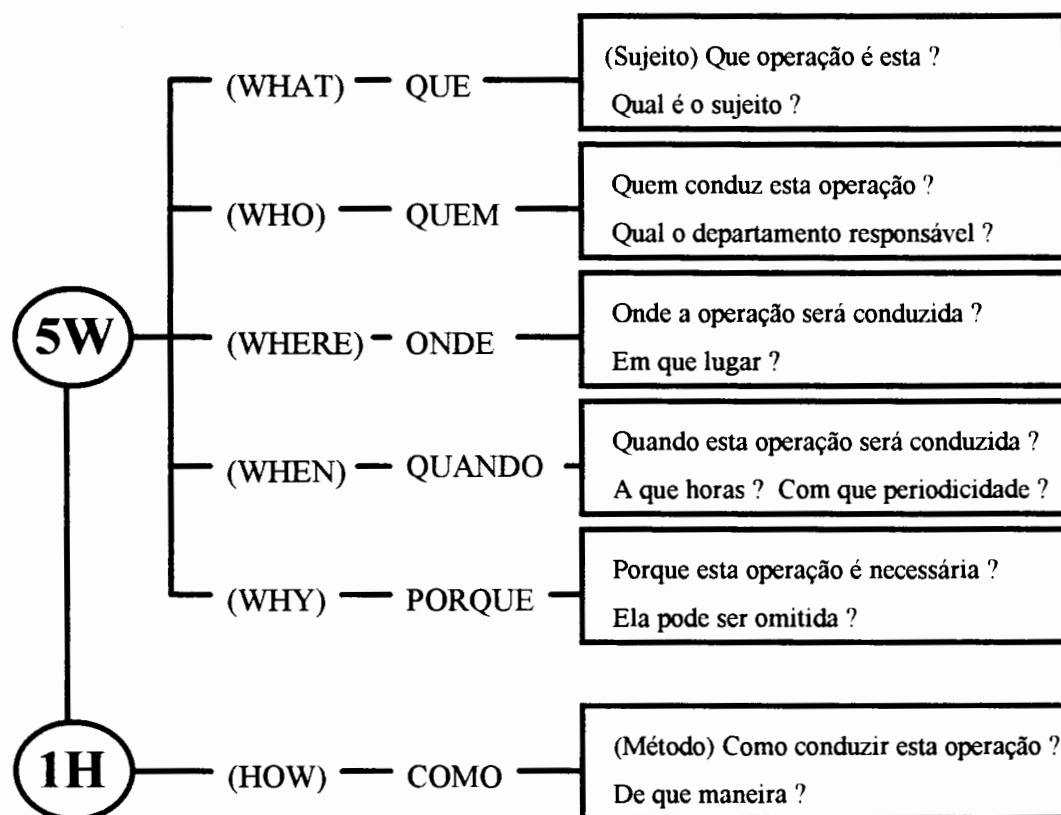 (WHAT) QUE
(Sujeito) Que operação é esta ?
Qual é o sujeito ?
(WHO) QUEM
Quem conduz esta operação ?
Qual o departamento responsável ?
5W
(WHERE) ONDE
Onde a operação será conduzida ?
Em que lugar ?
(WHEN) QUANDO
Quando esta operação será conduzida ?
A que horas ? Com que periodicidade ?
(WHY) PORQUE
Porque esta operação é necessária ?
Ela pode ser omitida ?
1H
(HOW) COMO
(Método) Como conduzir esta operação ?
De que maneira ?